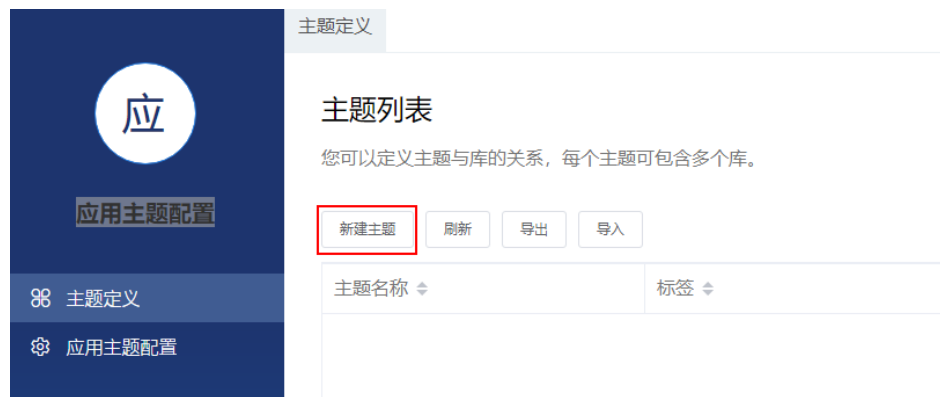 主题定义
应
应用主题配置
主题定义
应用主题配置
主题列表
您可以定义主题与库的关系，每个主题可包含多个库。
新建主题 刷新 导出 导入
主题名称 标签